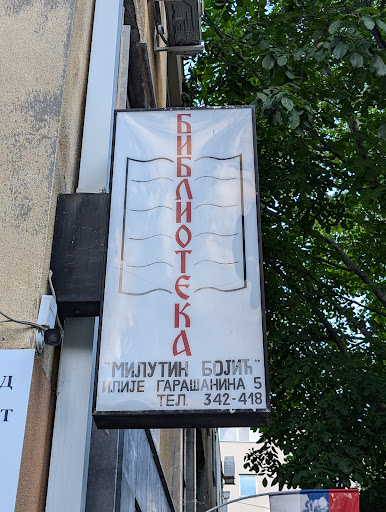 БИБЛИОТЕКА
"МИЛУТИН БОЈИЋ"
ИЛИЈЕ ГАРАШАНИНА 5
ТЕЛ. 342-418
Д
Т